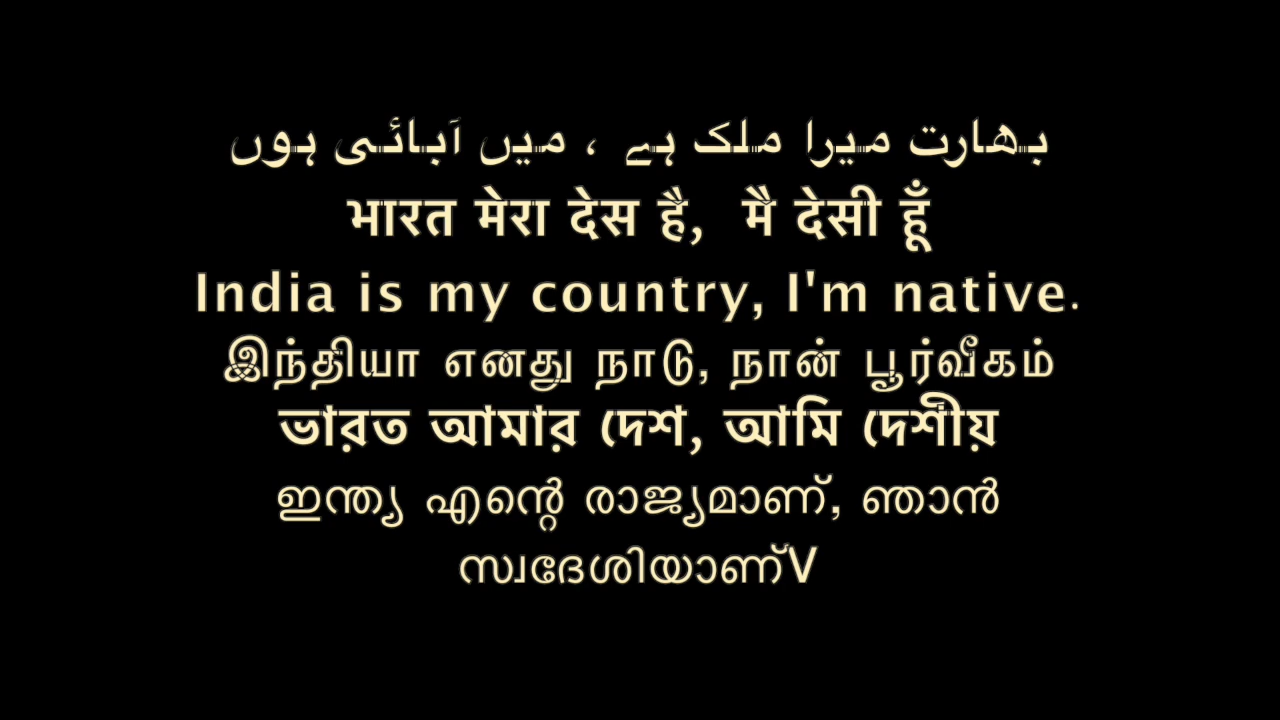 بھارت میرا ملک ہے ، میں آبائی ہوں
भारत मेरा देस है, मै देसी हूँ
India is my country, I'm native.
இந்தியா எனது நாடு, நான் பூர்வீகம்
ভারত আমার দেশ, আমি দেশীয়
ഇന്ത്യ എന്റെ രാജ്യമാണ്, ഞാൻ
സ്വദേശിയാണ്V